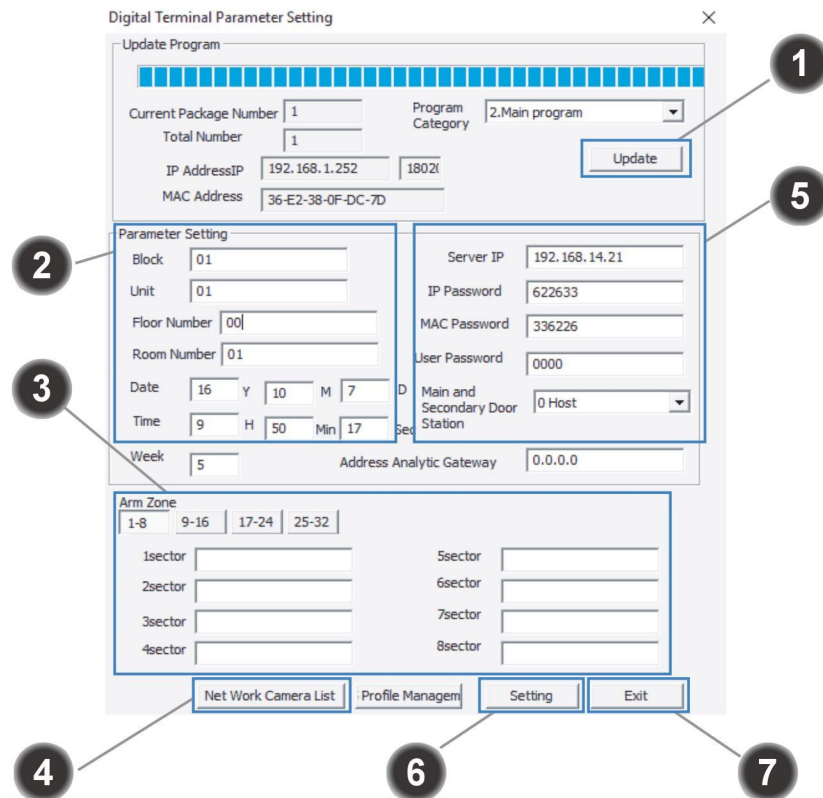 Digital Terminal Parameter Setting
Update Program
1
Current Package Number 1
Program Category 2.Main program
Total Number 1
Update
IP AddressIP 192.168.1.252 1802
5
MAC Address 36-E2-38-0F-DC-7D
Parameter Setting
2
Block 01
Server IP 192.168.14.21
Unit 01
IP Password 622633
Floor Number 00
MAC Password 336226
Room Number 01
User Password 0000
3
Date 16 Y 10 M 7 D
Main and Secondary Door Station 0 Host
Time 9 H 50 Min 17 Sec
Week 5
Address Analytic Gateway 0.0.0.0
Arm Zone
1-8 9-16 17-24 25-32
1sector 5sector
2sector 6sector
3sector 7sector
4sector 8sector
Net Work Camera List Profile Managem Setting Exit
4 6 7